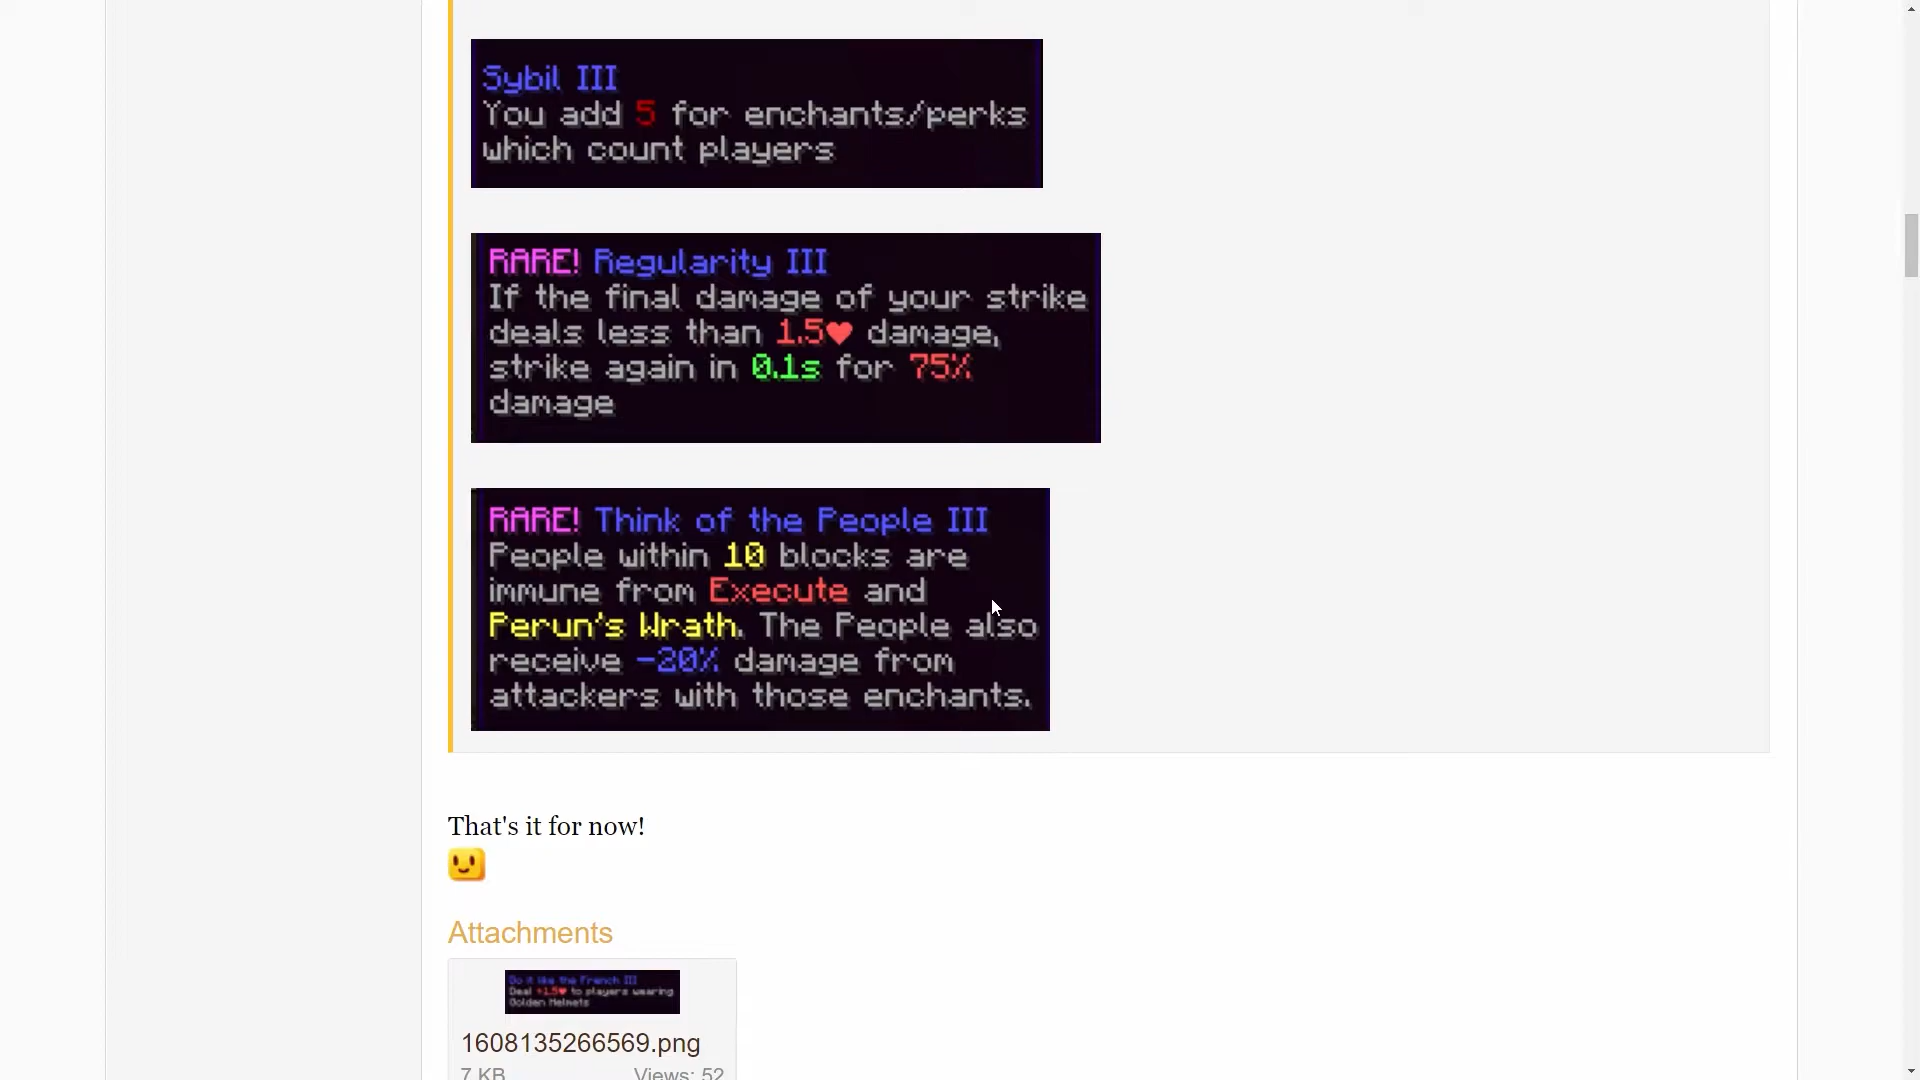 Sybil III
You add 5 for enchants/perks
which count players
RARE! Regularity III
If the final damage of your strike
deals less than 1.5❤ damage,
strike again in 0.1s for 75%
damage
RARE! Think of the People III
People within 10 blocks are
immune from Execute and
Perun's Wrath. The People also
receive -20% damage from
attackers with those enchants.
That's it for now!
Attachments
Do it like the French III
Deal +1.5❤ to players wearing
Golden Helmets
1608135266569.png
7 KB Views: 52